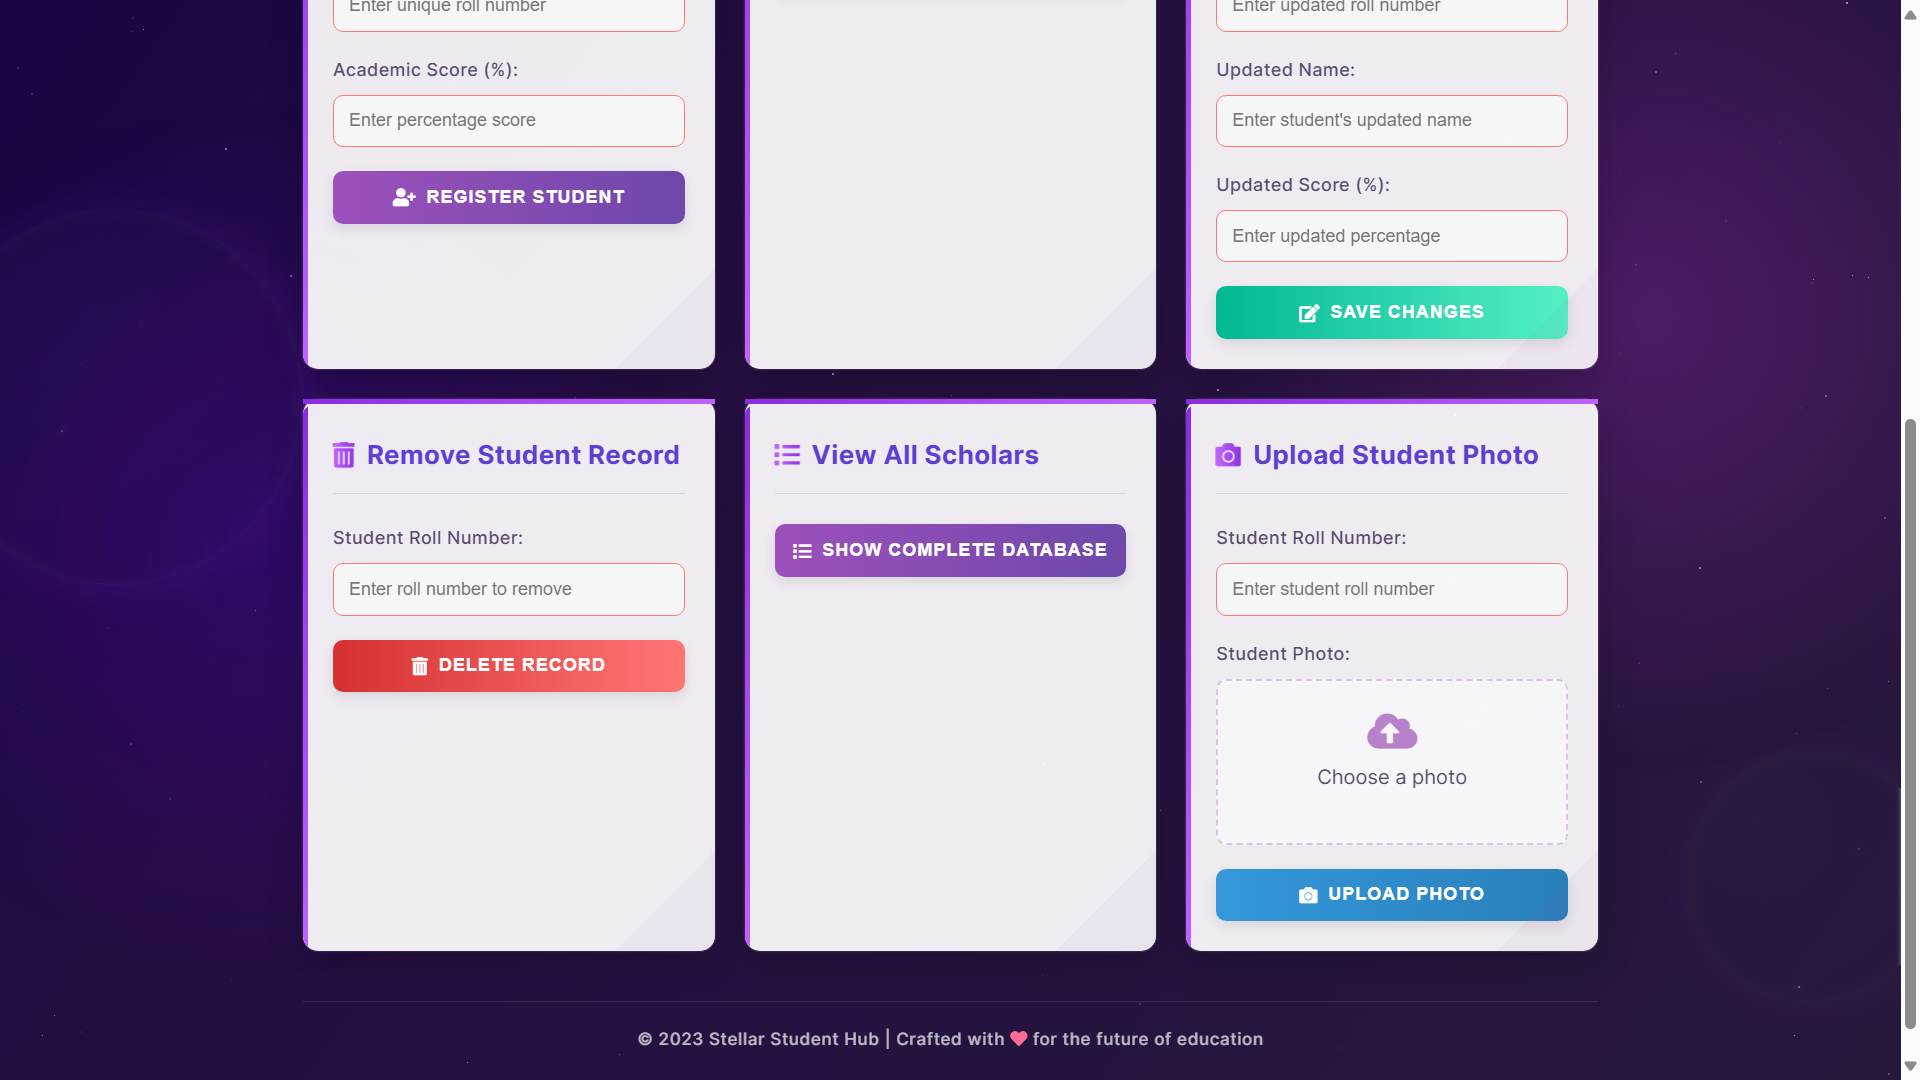 Enter unique roll number
Academic Score (%):
Enter percentage score
REGISTER STUDENT
Enter updated roll number
Updated Name:
Enter student's updated name
Updated Score (%):
Enter updated percentage
SAVE CHANGES
Remove Student Record
Student Roll Number:
Enter roll number to remove
DELETE RECORD
View All Scholars
SHOW COMPLETE DATABASE
Upload Student Photo
Student Roll Number:
Enter student roll number
Student Photo:
Choose a photo
UPLOAD PHOTO
© 2023 Stellar Student Hub | Crafted with ❤ for the future of education